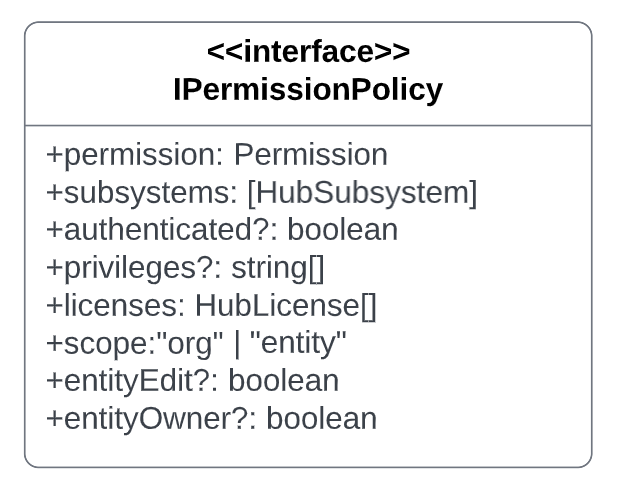 <<interface>>
IPermissionPolicy
+permission: Permission
+subsystems: [HubSubsystem]
+authenticated?: boolean
+privileges?: string[]
+licenses: HubLicense[]
+scope:"org" | "entity"
+entityEdit?: boolean
+entityOwner?: boolean